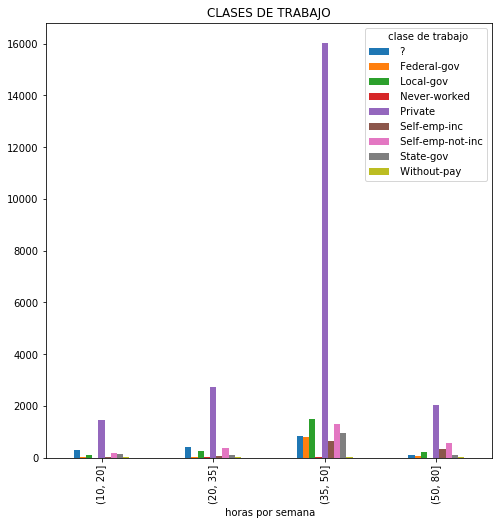 CLASES DE TRABAJO
clase de trabajo
?
Federal-gov
Local-gov
Never-worked
Private
Self-emp-inc
Self-emp-not-inc
State-gov
Without-pay
16000
14000
12000
10000
8000
6000
4000
2000
0
(10, 20]
(20, 35]
(35, 50]
(50, 80]
horas por semana